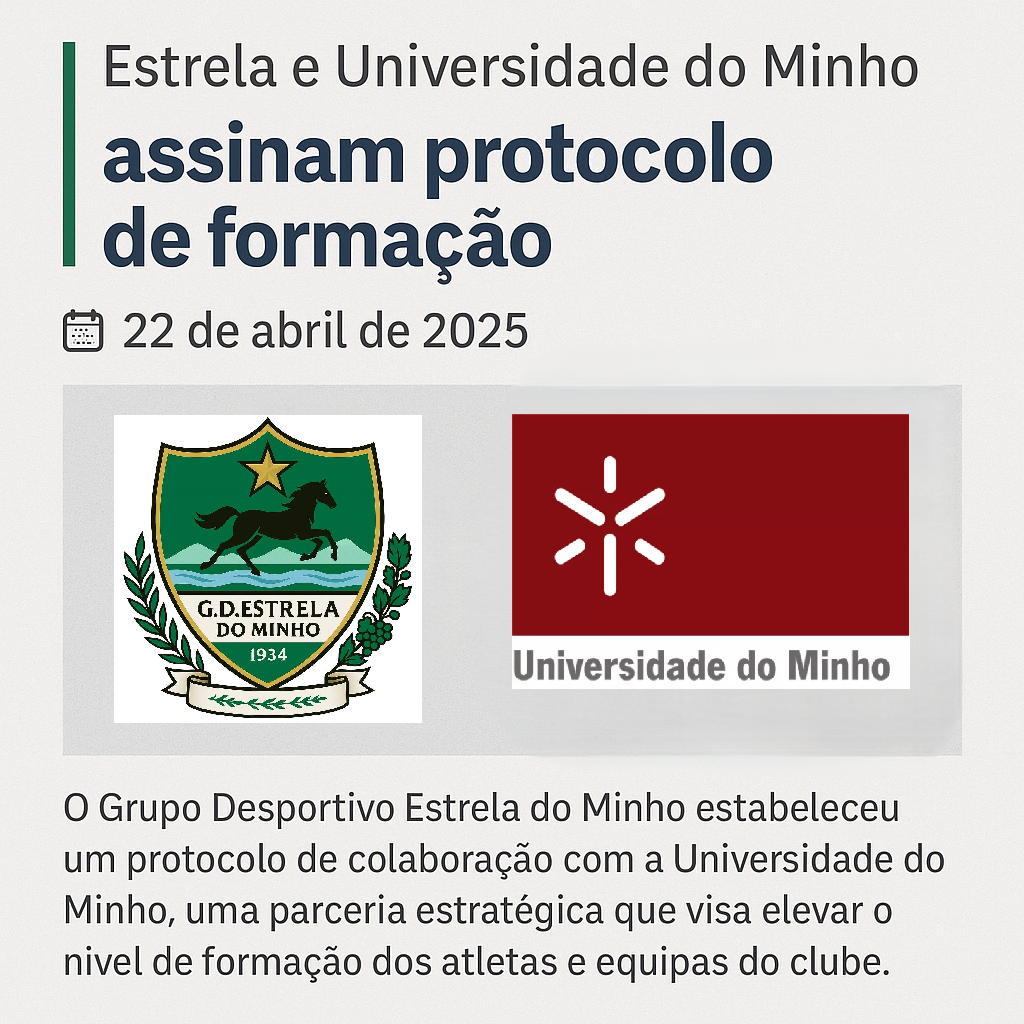 Estrela e Universidade do Minho
assinam protocolo
de formação
22 de abril de 2025
G.D.ESTRELA
DO MINHO
1934
Universidade do Minho
O Grupo Desportivo Estrela do Minho estabeleceu
um protocolo de colaboração com a Universidade do
Minho, uma parceria estratégica que visa elevar o
nivel de formação dos atletas e equipas do clube.